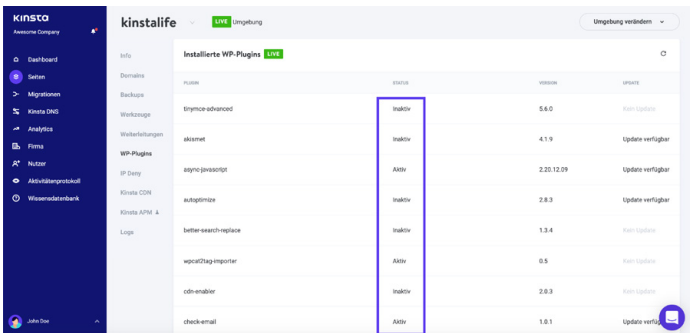 KINSTA
Awesome Company
Dashboard
Seiten
Migrationen
Kinsta DNS
Analytics
Firma
Nutzer
Aktivitätenprotokoll
Wissensdatenbank
John Doe
kinstalife
LIVE Umgebung
Umgebung verändern
Info
Domains
Backups
Werkzeuge
Weiterleitungen
WP-Plugins
IP Deny
Kinsta CDN
Kinsta APM
Logs
Installierte WP-Plugins LIVE
PLUGIN STATUS VERSION UPDATE
tinymce-advanced Inaktiv 5.6.0 Kein Update
akismet Inaktiv 4.1.9 Update verfügbar
async-javascript Aktiv 2.20.12.09 Update verfügbar
autoptimize Inaktiv 2.8.3 Update verfügbar
better-search-replace Inaktiv 1.3.4 Kein Update
wpcat2tag-importer Aktiv 0.5 Kein Update
cdn-enabler Inaktiv 2.0.3 Kein Update
check-email Aktiv 1.0.1 Update